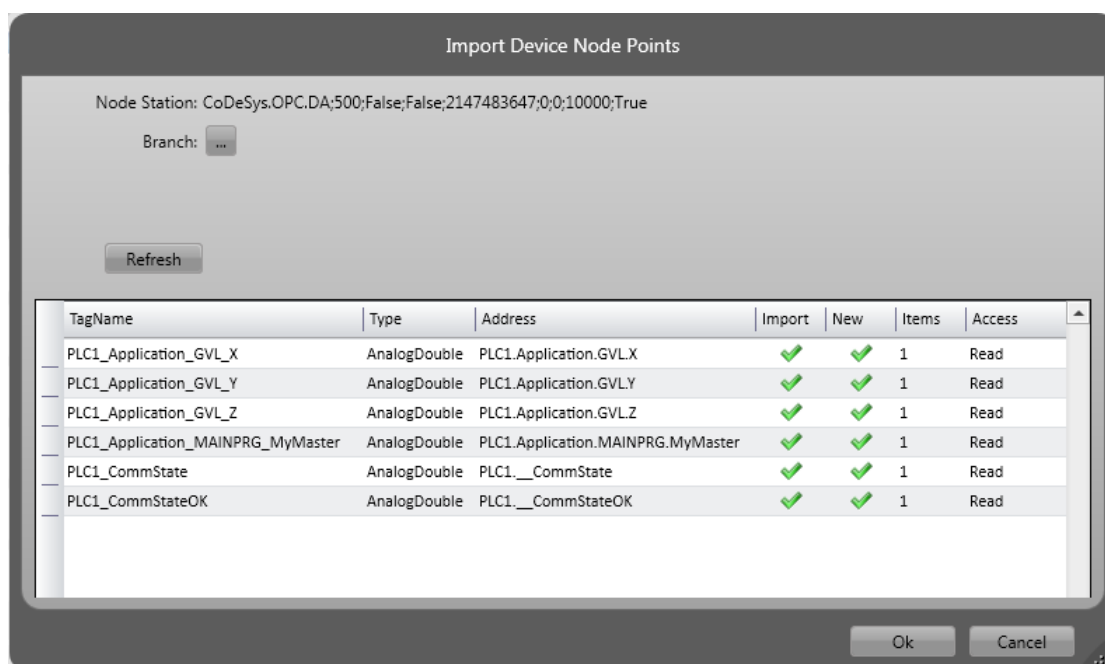 Import Device Node Points
Node Station: CoDeSys.OPC.DA;500;False;False;2147483647;0;0;10000;True
Branch: ...
Refresh
TagName Type Address Import New Items Access
PLC1_Application_GVL_X AnalogDouble PLC1.Application.GVL.X 1 Read
PLC1_Application_GVL_Y AnalogDouble PLC1.Application.GVL.Y 1 Read
PLC1_Application_GVL_Z AnalogDouble PLC1.Application.GVL.Z 1 Read
PLC1_Application_MAINPRG_MyMaster AnalogDouble PLC1.Application.MAINPRG.MyMaster 1 Read
PLC1_CommState AnalogDouble PLC1.__CommState 1 Read
PLC1_CommStateOK AnalogDouble PLC1.__CommStateOK 1 Read
Ok Cancel